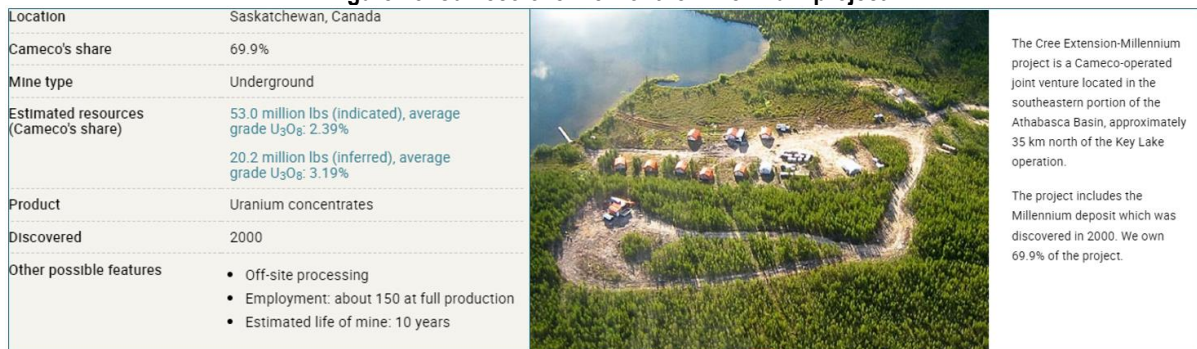 Location Saskatchewan, Canada
Cameco's share 69.9%
Mine type Underground
Estimated resources (Cameco's share)
53.0 million lbs (indicated), average
grade U₃O₈: 2.39%
20.2 million lbs (inferred), average
grade U₃O₈: 3.19%
Product Uranium concentrates
Discovered 2000
Other possible features
• Off-site processing
• Employment: about 150 at full production
• Estimated life of mine: 10 years
The Cree Extension-Millennium
project is a Cameco-operated
joint venture located in the
southeastern portion of the
Athabasca Basin, approximately
35 km north of the Key Lake
operation.
The project includes the
Millennium deposit which was
discovered in 2000. We own
69.9% of the project.